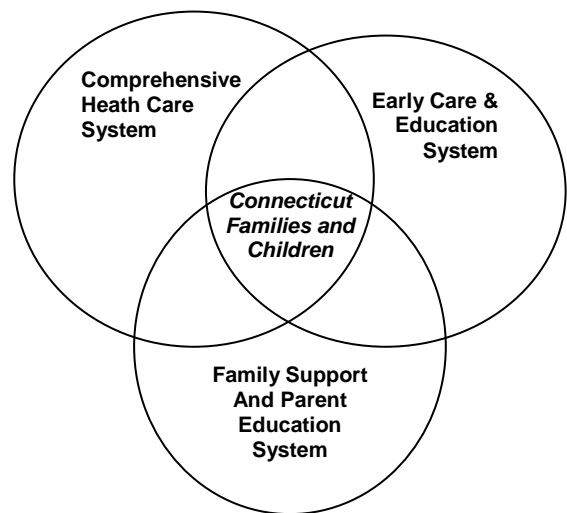 Comprehensive
Heath Care
System
Early Care &
Education
System
Connecticut
Families and
Children
Family Support
And Parent
Education
System